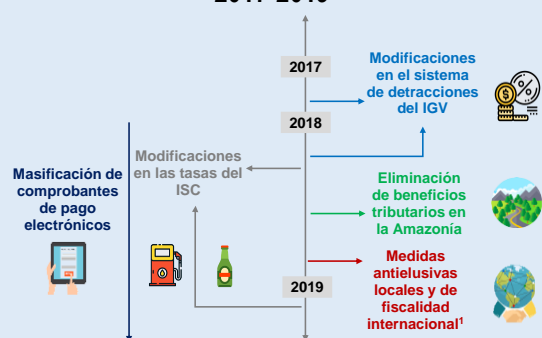 2017
Modificaciones
en el sistema
de detracciones
del IGV
2018
Modificaciones
en las tasas del
ISC
Masificación de
comprobantes
de pago
electrónicos
Eliminación
de beneficios
tributarios en
la Amazonía
Medidas
antielusivas
locales y de
fiscalidad
internacional¹
2019